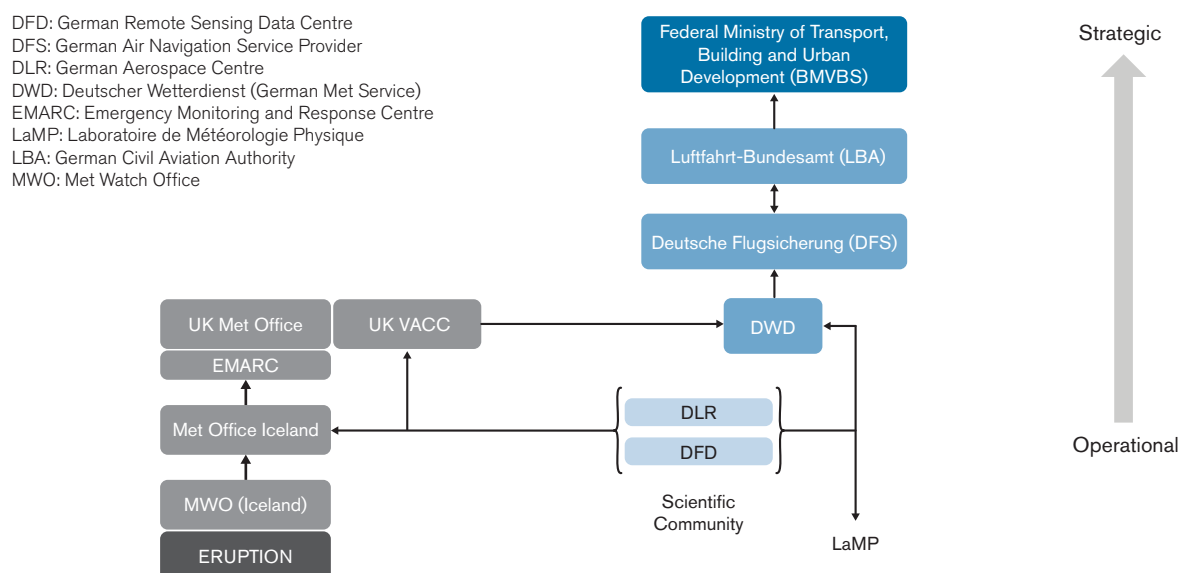 DFD: German Remote Sensing Data Centre
DFS: German Air Navigation Service Provider
DLR: German Aerospace Centre
DWD: Deutscher Wetterdienst (German Met Service)
EMARC: Emergency Monitoring and Response Centre
LaMP: Laboratoire de Météorologie Physique
LBA: German Civil Aviation Authority
MWO: Met Watch Office
Federal Ministry of Transport,
Building and Urban
Development (BMVBS)
Strategic
Luftfahrt-Bundesamt (LBA)
Deutsche Flugsicherung (DFS)
UK Met Office
UK VACC
DWD
EMARC
Met Office Iceland
DLR
DFD
Operational
MWO (Iceland)
Scientific
Community
LaMP
ERUPTION